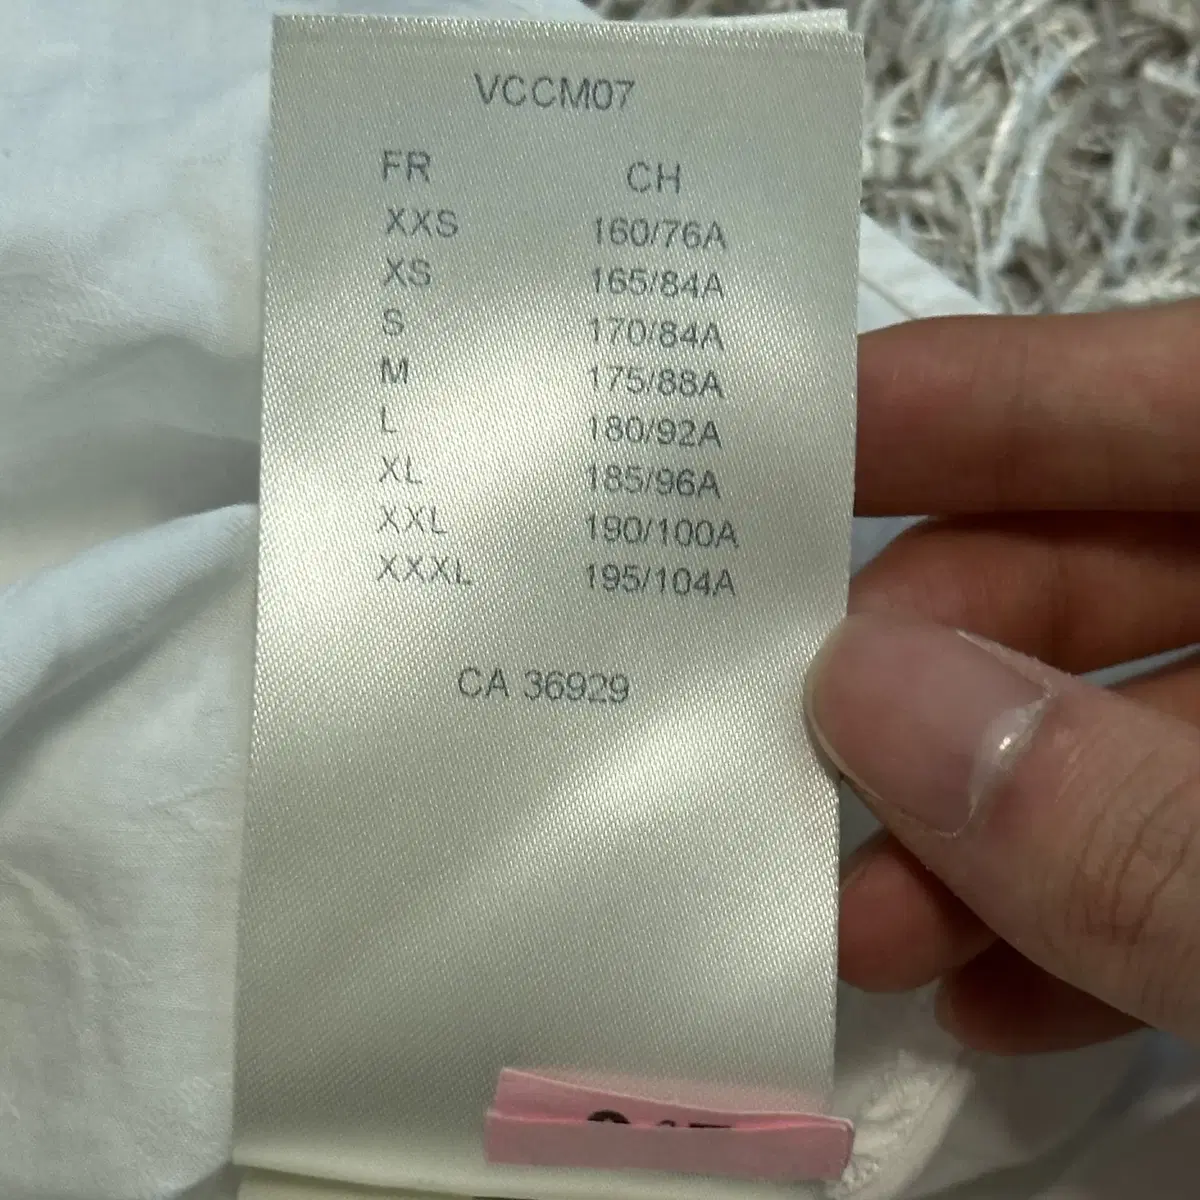 VCCM07
FR CH
XXS 160/76A
XS 165/84A
S 170/84A
M 175/88A
L 180/92A
XL 185/96A
XXL 190/100A
XXXL 195/104A
CA 36929